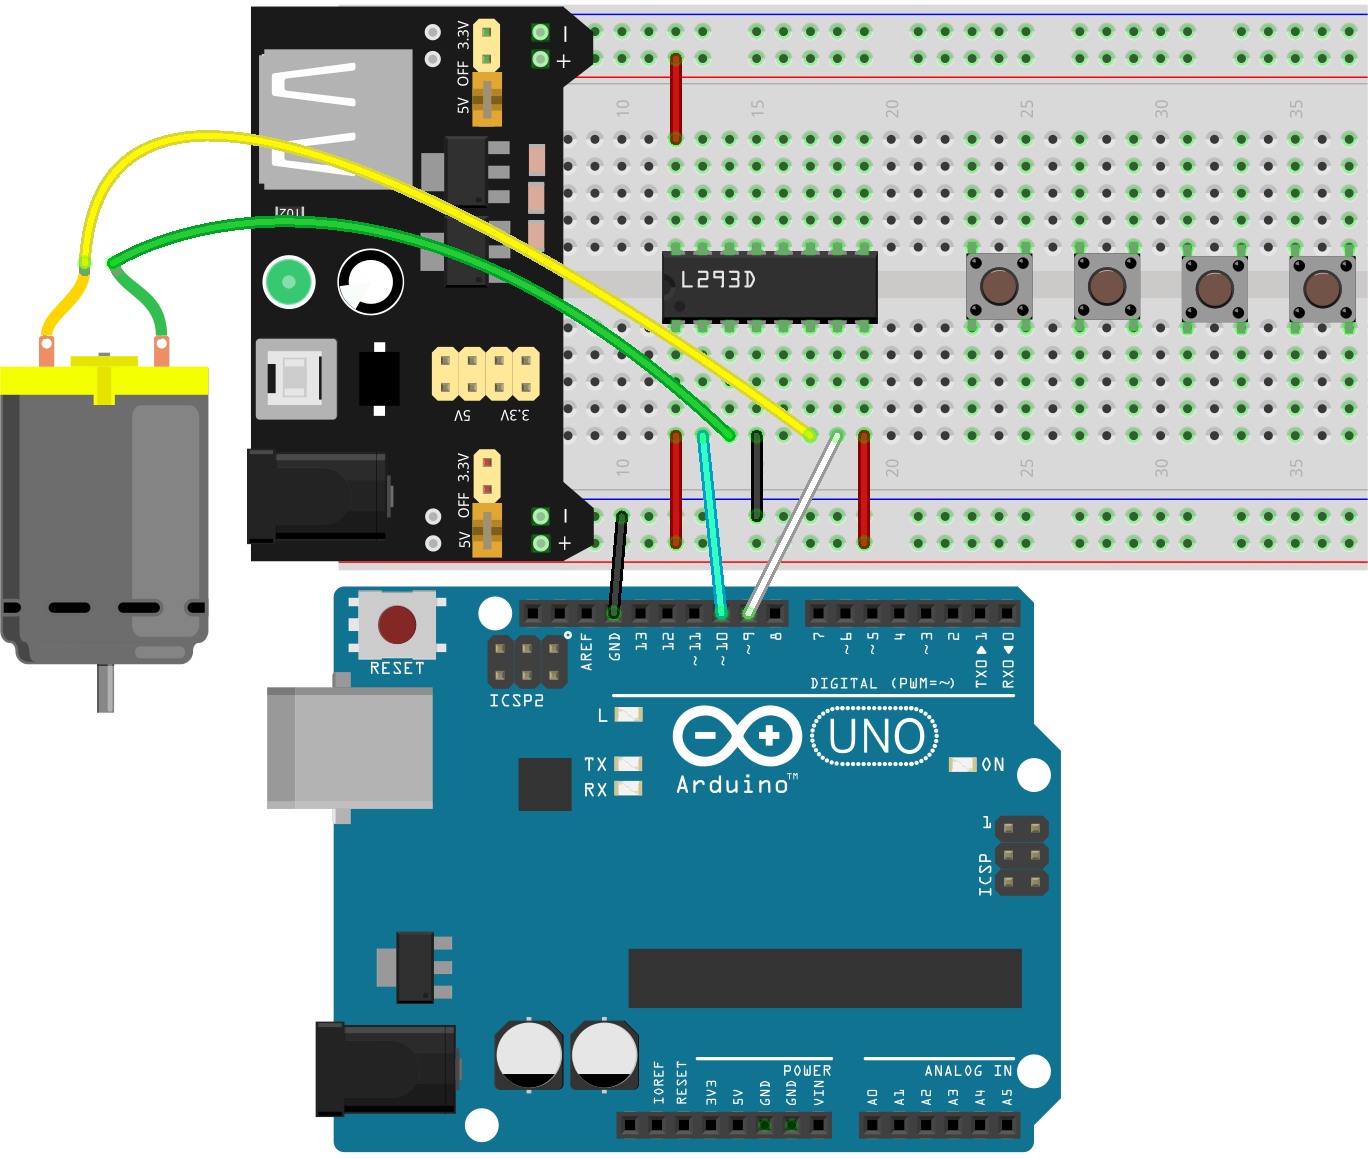 3.3V
OFF
5V
−
+
10
15
20
25
30
35
L293D
5V
3.3V
3.3V
OFF
5V
−
+
10
15
20
25
30
35
RESET
ICSP2
AREF
GND
13
12
~11
~10
~9
8
7
~6
~5
4
~3
2
TX0▶1
RX0◀0
DIGITAL (PWM=~)
L
TX
RX
− +
UNO
Arduino™
ON
1
ICSP
POWER
ANALOG IN
IOREF
RESET
3V3
5V
GND
GND
VIN
A0
A1
A2
A3
A4
A5